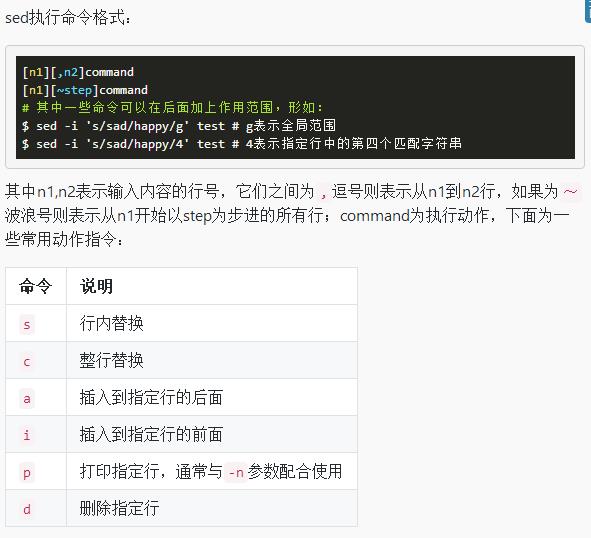 sed执行命令格式：
[n1][,n2]command
[n1][~step]command
# 其中一些命令可以在后面加上作用范围，形如：
$ sed -i 's/sad/happy/g' test # g表示全局范围
$ sed -i 's/sad/happy/4' test # 4表示指定行中的第四个匹配字符串
其中n1,n2表示输入内容的行号，它们之间为 , 逗号则表示从n1到n2行，如果为 ～
波浪号则表示从n1开始以step为步进的所有行；command为执行动作，下面为一
些常用动作指令：
命令 说明
s 行内替换
c 整行替换
a 插入到指定行的后面
i 插入到指定行的前面
p 打印指定行，通常与 -n 参数配合使用
d 删除指定行